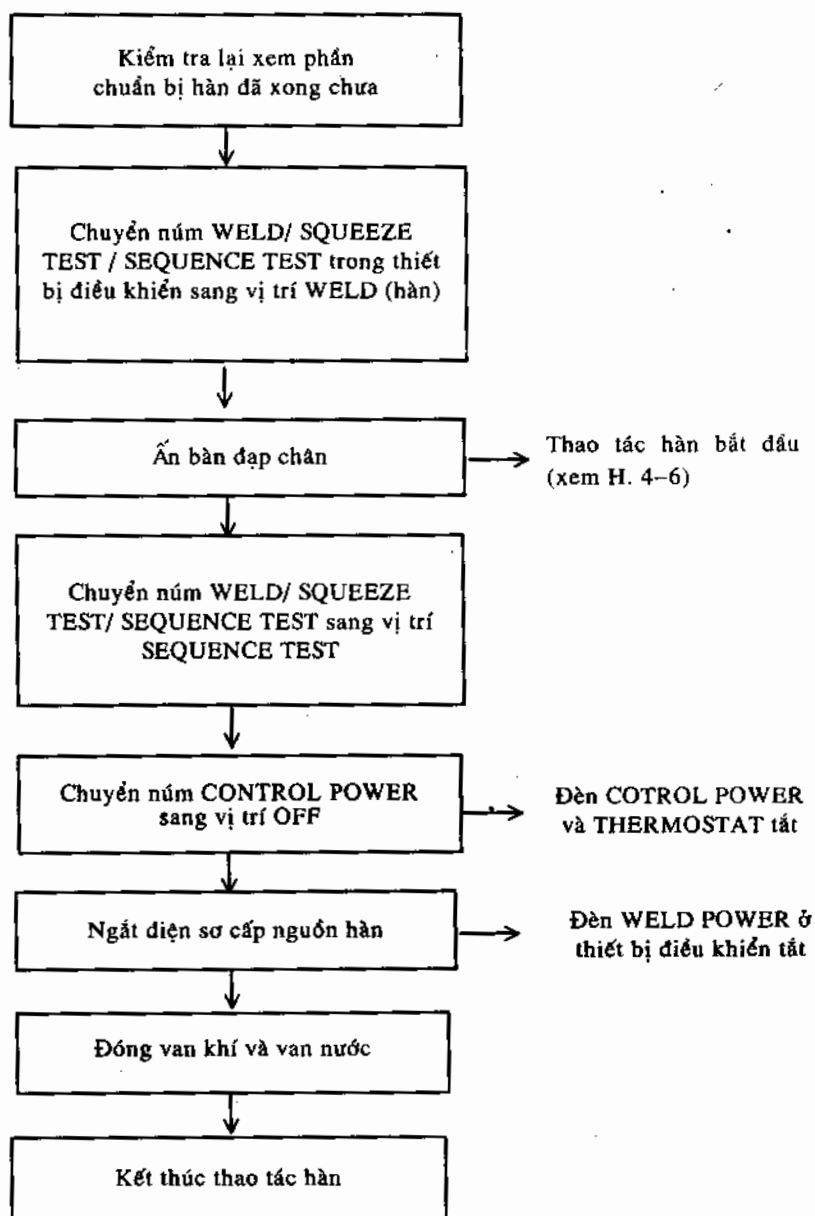 Kiểm tra lại xem phần
chuẩn bị hàn đã xong chưa
Chuyển núm WELD/ SQUEEZE
TEST / SEQUENCE TEST trong thiết
bị điều khiển sang vị trí WELD (hàn)
Ấn bàn đạp chân
Thao tác hàn bắt đầu
(xem H. 4–6)
Chuyển núm WELD/ SQUEEZE
TEST/ SEQUENCE TEST sang vị trí
SEQUENCE TEST
Chuyển núm CONTROL POWER
sang vị trí OFF
Đèn COTROL POWER
và THERMOSTAT tắt
Ngắt điện sơ cấp nguồn hàn
Đèn WELD POWER ở
thiết bị điều khiển tắt
Đóng van khí và van nước
Kết thúc thao tác hàn